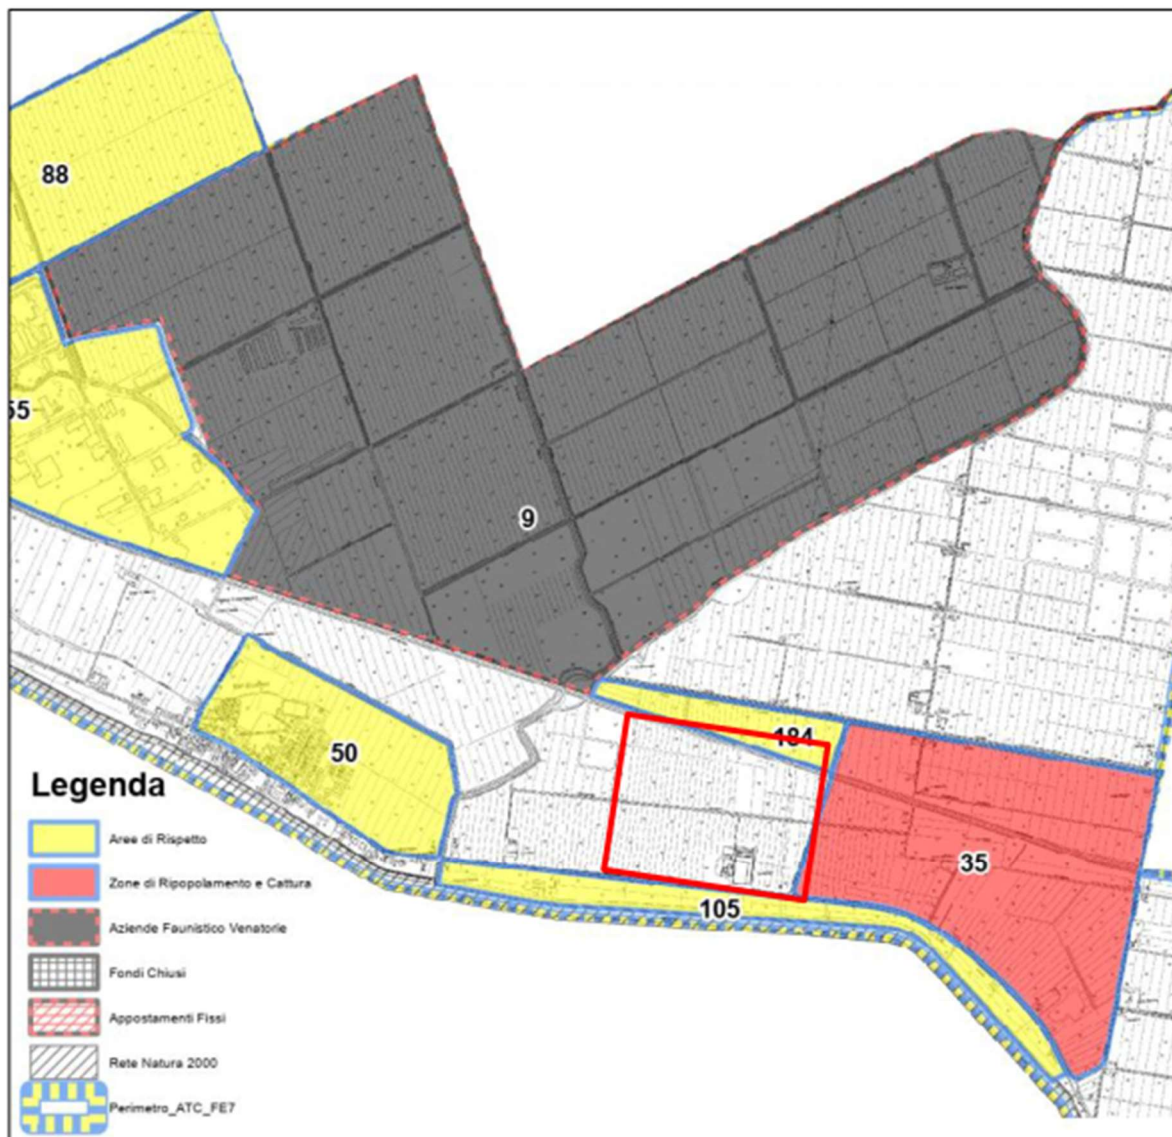 88
55
9
184
50
35
105
Legenda
Aree di Rispetto
Zone di Ripopolamento e Cattura
Aziende Faunistico Venatorie
Fondi Chiusi
Appostamenti Fissi
Rete Natura 2000
Perimetro_ATC_FE7